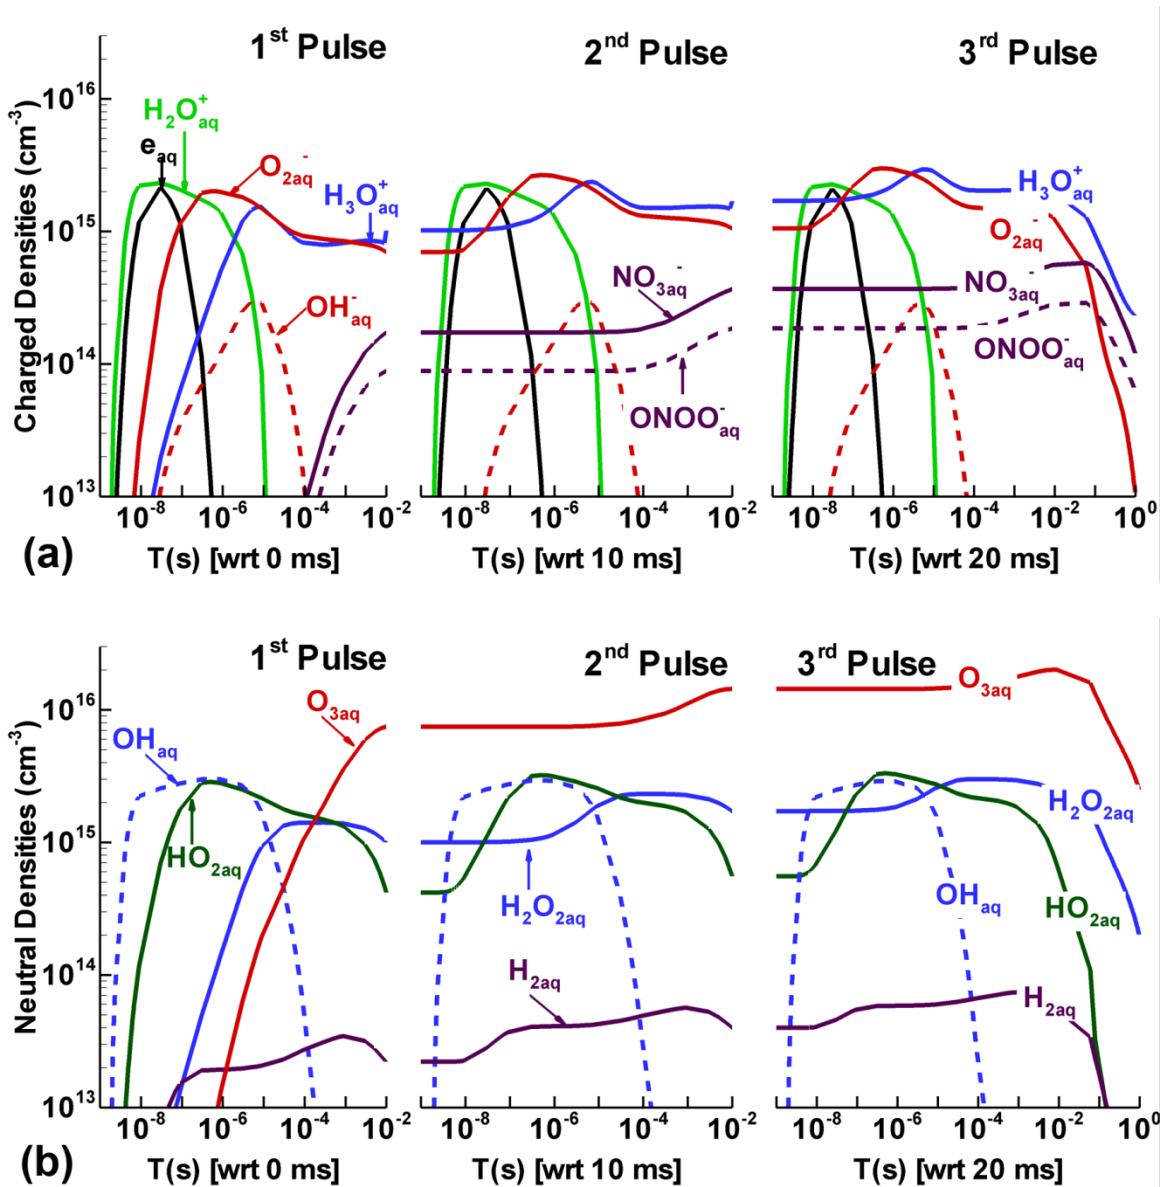 1st Pulse
2nd Pulse
3rd Pulse
Charged Densities (cm-3)
10^16
10^15
10^14
10^13
H2O+aq
eaq
O2aq-
H3O+aq
OH-aq
NO3aq-
ONOO-aq
H3O+aq
O2aq-
NO3aq-
ONOO-aq
10^-8 10^-6 10^-4 10^-2
10^-8 10^-6 10^-4 10^-2
10^-8 10^-6 10^-4 10^-2 10^0
(a)
T(s) [wrt 0 ms]
T(s) [wrt 10 ms]
T(s) [wrt 20 ms]
1st Pulse
2nd Pulse
3rd Pulse
Neutral Densities (cm-3)
10^16
10^15
10^14
10^13
O3aq
OHaq
HO2aq
H2O2aq
H2aq
O3aq
H2O2aq
OHaq
HO2aq
H2aq
10^-8 10^-6 10^-4 10^-2
10^-8 10^-6 10^-4 10^-2
10^-8 10^-6 10^-4 10^-2 10^0
(b)
T(s) [wrt 0 ms]
T(s) [wrt 10 ms]
T(s) [wrt 20 ms]